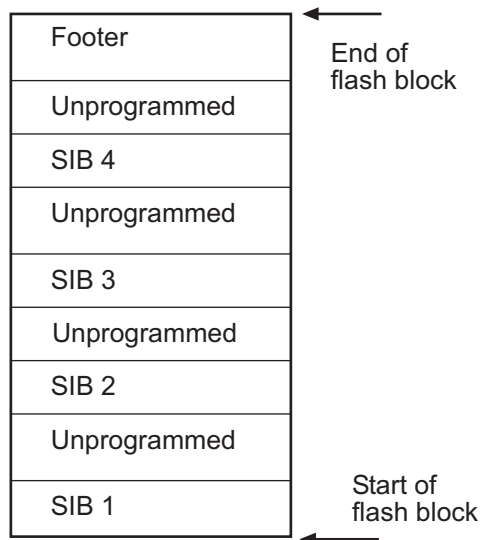 Footer
End of
flash block
Unprogrammed
SIB 4
Unprogrammed
SIB 3
Unprogrammed
SIB 2
Unprogrammed
SIB 1
Start of
flash block